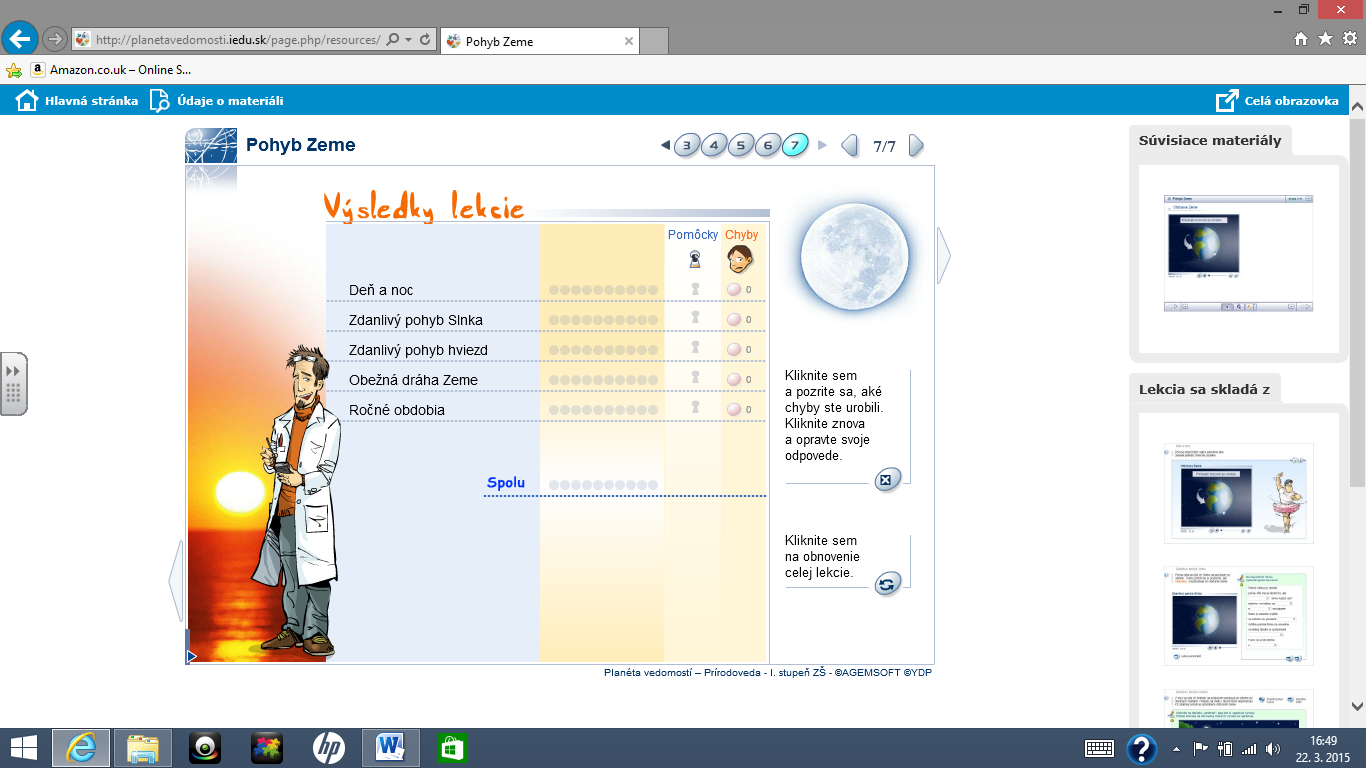 http://planetavedomosti.iedu.sk/page.php/resources/
Pohyb Zeme
Amazon.co.uk – Online S...
Hlavná stránka
Údaje o materiáli
Celá obrazovka
Pohyb Zeme
3 4 5 6 7
7/7
Súvisiace materiály
Výsledky lekcie
Pomôcky Chyby
Deň a noc 0
Zdanlivý pohyb Slnka 0
Zdanlivý pohyb hviezd 0
Obežná dráha Zeme 0
Ročné obdobia 0
Spolu
Kliknite sem
a pozrite sa, aké
chyby ste urobili.
Kliknite znova
a opravte svoje
odpovede.
Kliknite sem
na obnovenie
celej lekcie.
Lekcia sa skladá z
Planéta vedomostí – Prírodoveda - I. stupeň ZŠ - ©AGEMSOFT ©YDP
16:49
22. 3. 2015